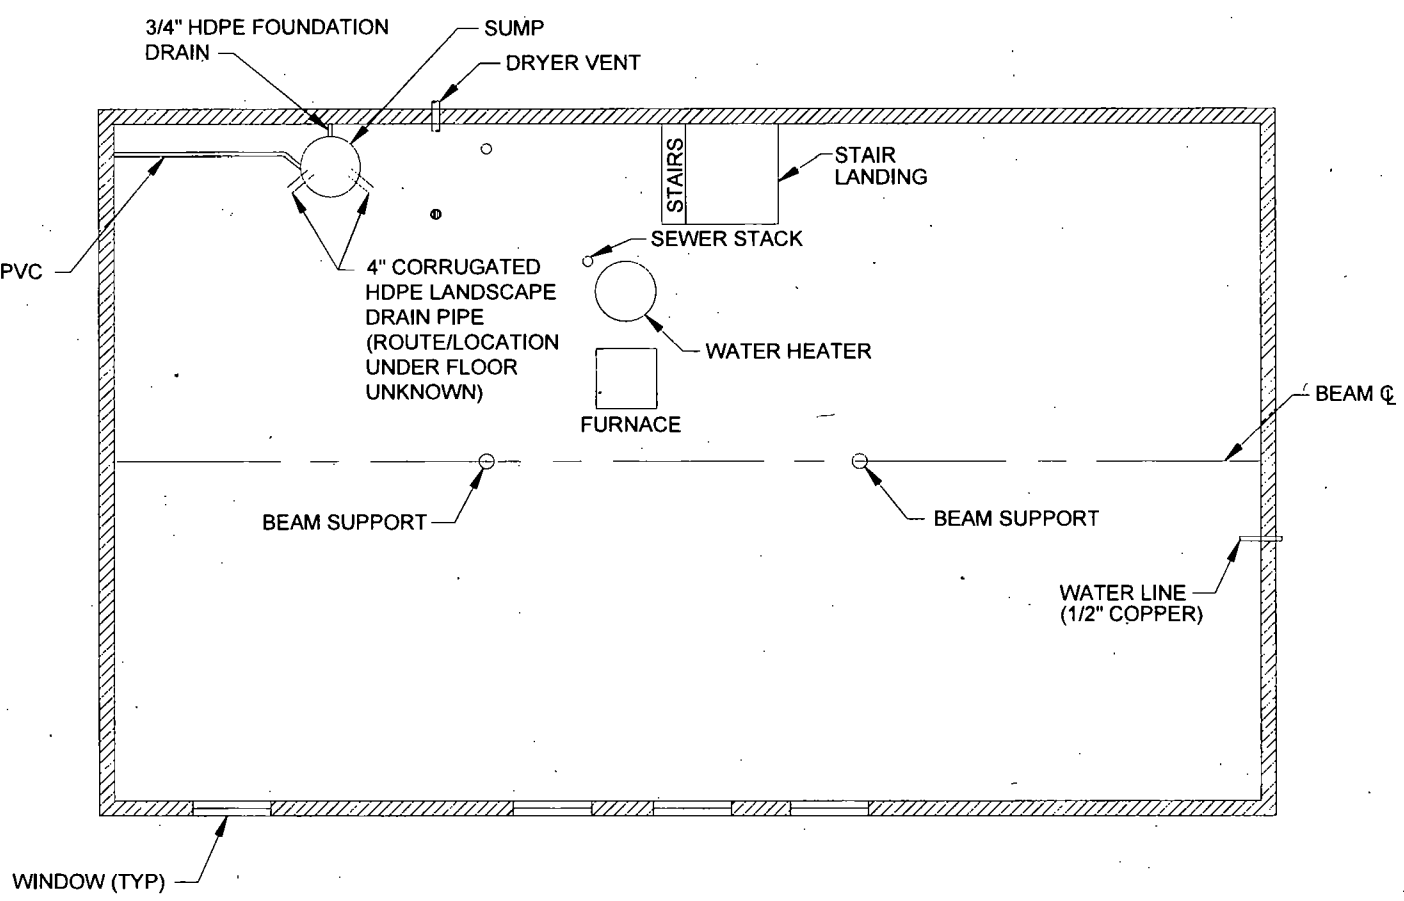 3/4" HDPE FOUNDATION
DRAIN
SUMP
DRYER VENT
STAIRS
STAIR
LANDING
SEWER STACK
PVC
4" CORRUGATED
HDPE LANDSCAPE
DRAIN PIPE
(ROUTE/LOCATION
UNDER FLOOR
UNKNOWN)
WATER HEATER
FURNACE
BEAM ℄
BEAM SUPPORT
BEAM SUPPORT
WATER LINE
(1/2" COPPER)
WINDOW (TYP)